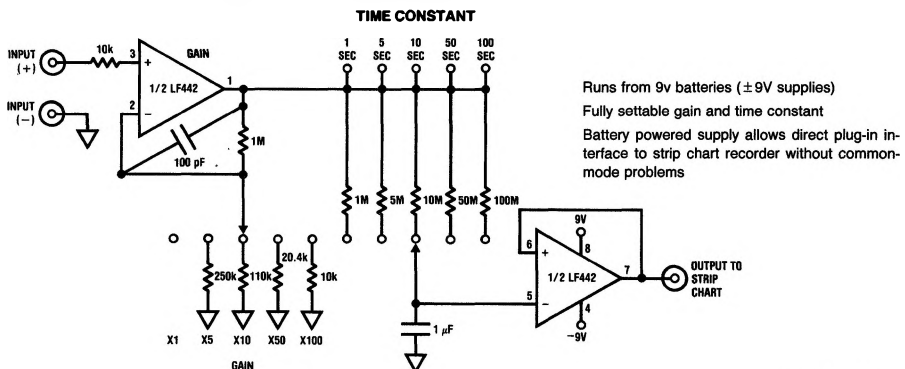 TIME CONSTANT
1 SEC
5 SEC
10 SEC
50 SEC
100 SEC
INPUT (+)
10k
3
+
GAIN
1/2 LF442
1
INPUT (−)
2
−
100 pF
1M
1M
5M
10M
50M
100M
Runs from 9v batteries (±9V supplies)
Fully settable gain and time constant
Battery powered supply allows direct plug-in in-
terface to strip chart recorder without common-
mode problems
250k
110k
20.4k
10k
X1
X5
X10
X50
X100
GAIN
1 μF
9V
6
+
8
1/2 LF442
7
5
−
4
−9V
OUTPUT TO
STRIP
CHART